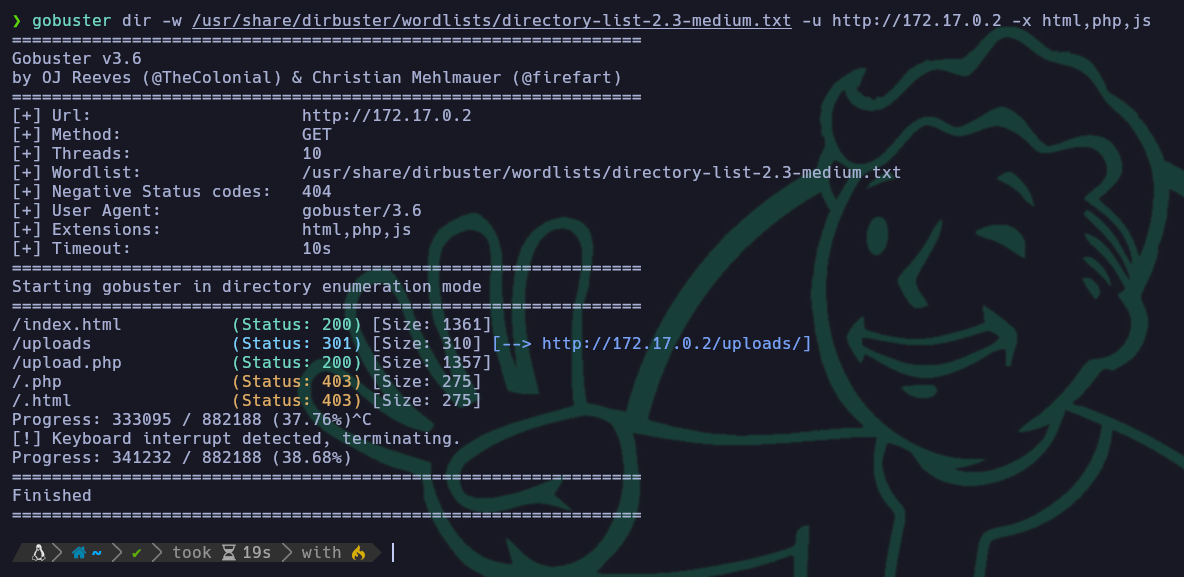 ❯ gobuster dir -w /usr/share/dirbuster/wordlists/directory-list-2.3-medium.txt -u http://172.17.0.2 -x html,php,js
===============================================================
Gobuster v3.6
by OJ Reeves (@TheColonial) & Christian Mehlmauer (@firefart)
===============================================================
[+] Url:                     http://172.17.0.2
[+] Method:                  GET
[+] Threads:                 10
[+] Wordlist:                /usr/share/dirbuster/wordlists/directory-list-2.3-medium.txt
[+] Negative Status codes:   404
[+] User Agent:              gobuster/3.6
[+] Extensions:              html,php,js
[+] Timeout:                 10s
===============================================================
Starting gobuster in directory enumeration mode
===============================================================
/index.html           (Status: 200) [Size: 1361]
/uploads              (Status: 301) [Size: 310] [--> http://172.17.0.2/uploads/]
/upload.php           (Status: 200) [Size: 1357]
/.php                 (Status: 403) [Size: 275]
/.html                (Status: 403) [Size: 275]
Progress: 333095 / 882188 (37.76%)^C
[!] Keyboard interrupt detected, terminating.
Progress: 341232 / 882188 (38.68%)
===============================================================
Finished
===============================================================
~ ✔ took 19s with